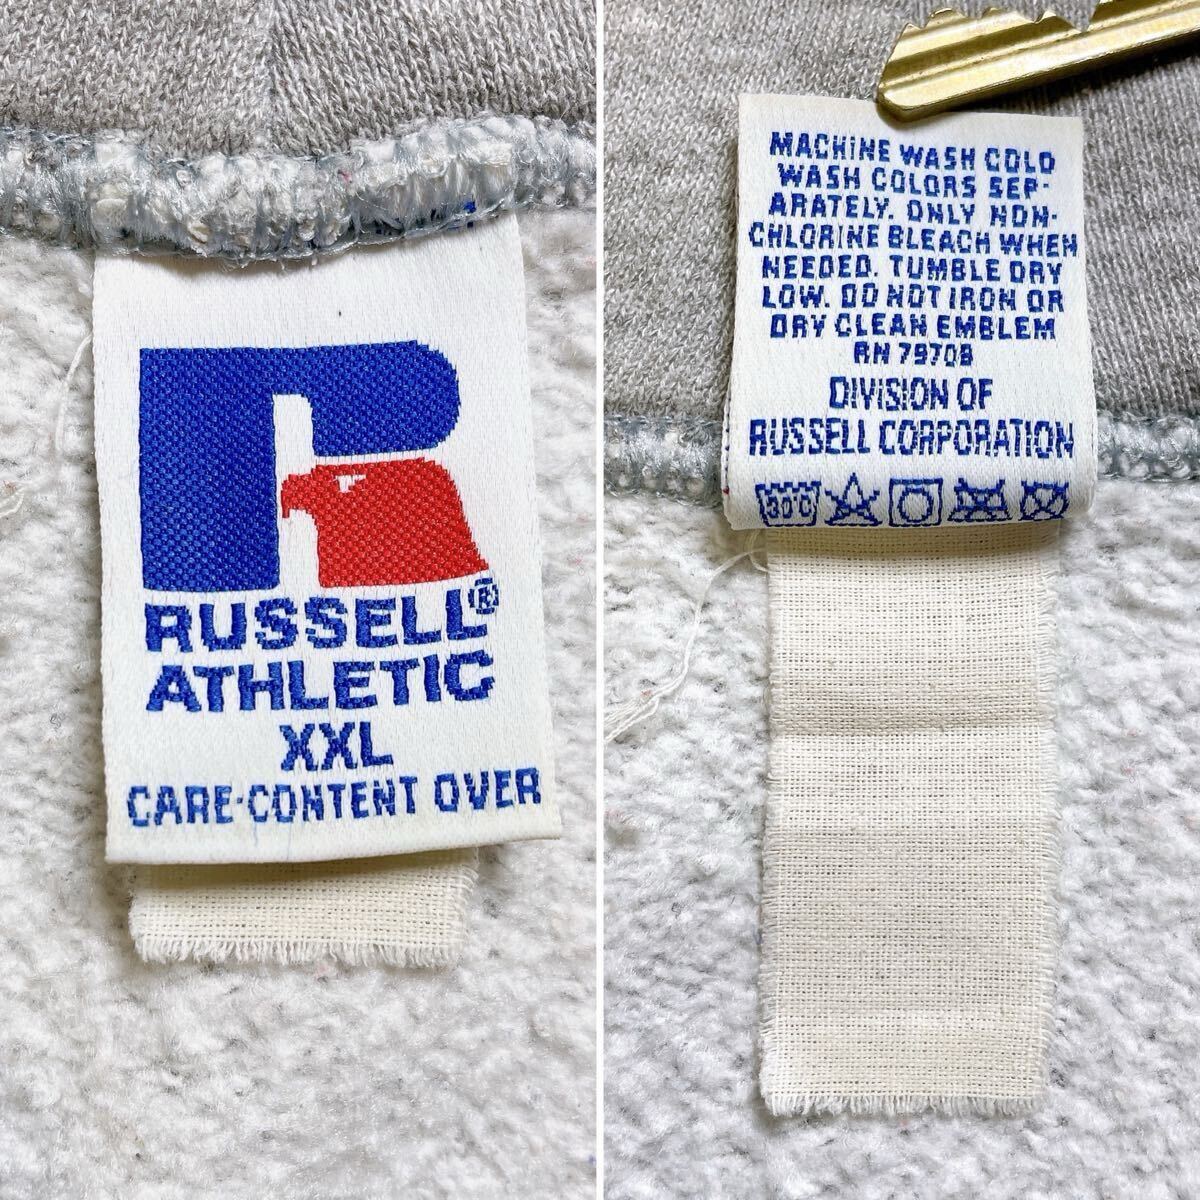 R
RUSSELL®
ATHLETIC
XXL
CARE·CONTENT OVER
MACHINE WASH COLD
WASH COLORS SEP-
ARATELY. ONLY NON-
CHLORINE BLEACH WHEN
NEEDED. TUMBLE DRY
LOW. DO NOT IRON OR
DRY CLEAN EMBLEM
RN 79708
DIVISION OF
RUSSELL CORPORATION
30°C